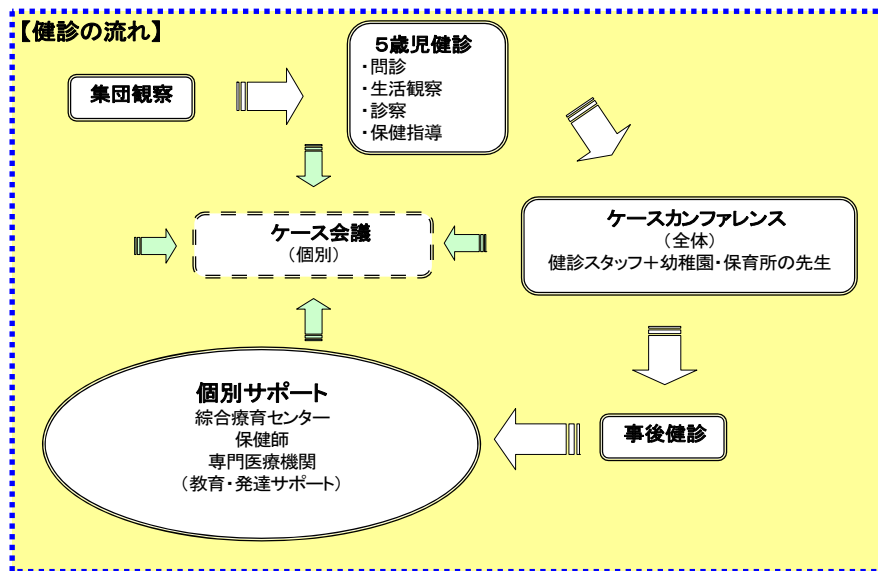 【健診の流れ】
集団観察
５歳児健診
・問診
・生活観察
・診察
・保健指導
ケース会議
（個別）
ケースカンファレンス
（全体）
健診スタッフ＋幼稚園・保育所の先生
事後健診
個別サポート
綜合療育センター
保健師
専門医療機関
（教育・発達サポート）